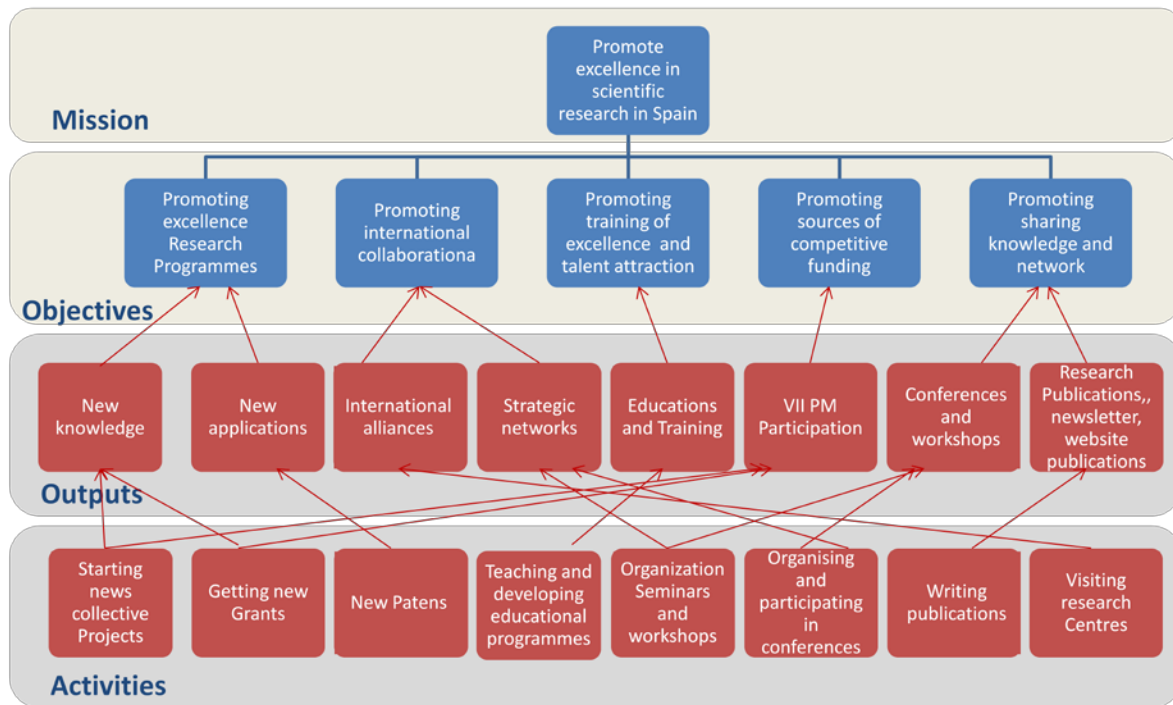 Promote
excellence in
scientific
research in Spain
Mission
Promoting
excellence
Research
Programmes
Promoting
international
collaborationa
Promoting
training of
excellence and
talent attraction
Promoting
sources of
competitive
funding
Promoting
sharing
knowledge and
network
Objectives
New
knowledge
New
applications
International
alliances
Strategic
networks
Educations
and Training
VII PM
Participation
Conferences
and
workshops
Research
Publications,,
newsletter,
website
publications
Outputs
Starting
news
collective
Projects
Getting new
Grants
New Patens
Teaching and
developing
educational
programmes
Organization
Seminars
and
workshops
Organising
and
participating
in
conferences
Writing
publications
Visiting
research
Centres
Activities